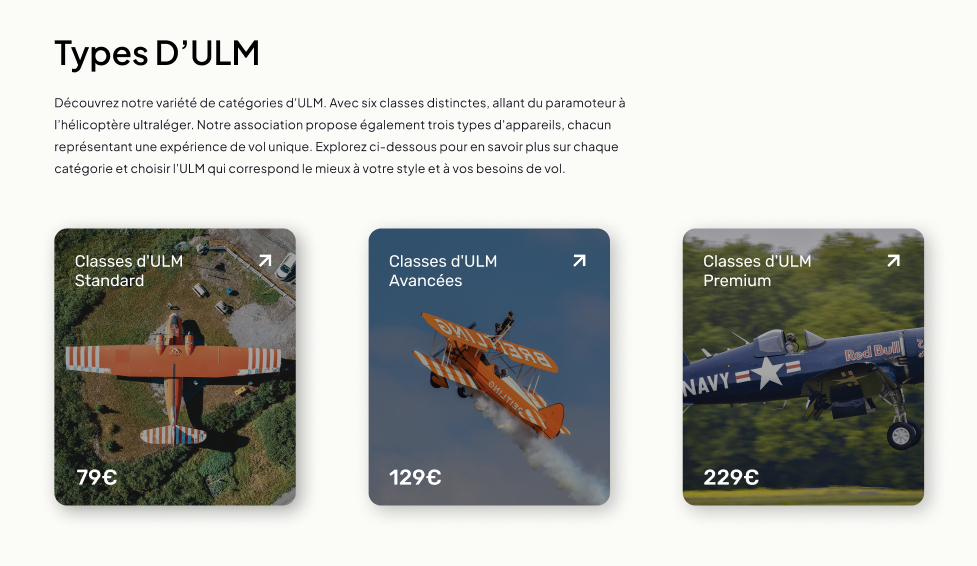 Types D’ULM
Découvrez notre variété de catégories d'ULM. Avec six classes distinctes, allant du paramoteur à
l'hélicoptère ultraléger. Notre association propose également trois types d'appareils, chacun
représentant une expérience de vol unique. Explorez ci-dessous pour en savoir plus sur chaque
catégorie et choisir l'ULM qui correspond le mieux à votre style et à vos besoins de vol.
Classes d'ULM
Standard
79€
Classes d'ULM
Avancées
BREITLING
BREITLING
129€
Classes d'ULM
Premium
Red Bull
NAVY
229€